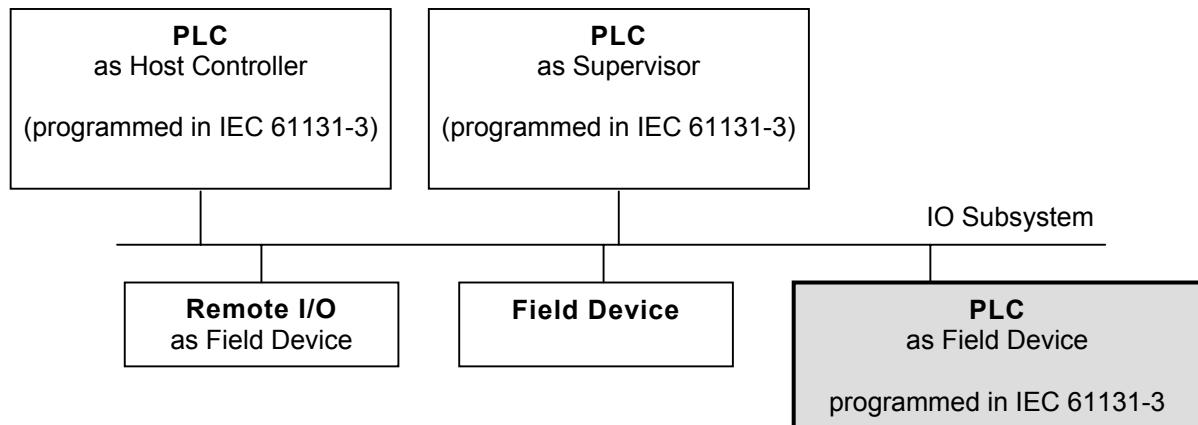 PLC
as Host Controller
(programmed in IEC 61131-3)
PLC
as Supervisor
(programmed in IEC 61131-3)
IO Subsystem
Remote I/O
as Field Device
Field Device
PLC
as Field Device
programmed in IEC 61131-3